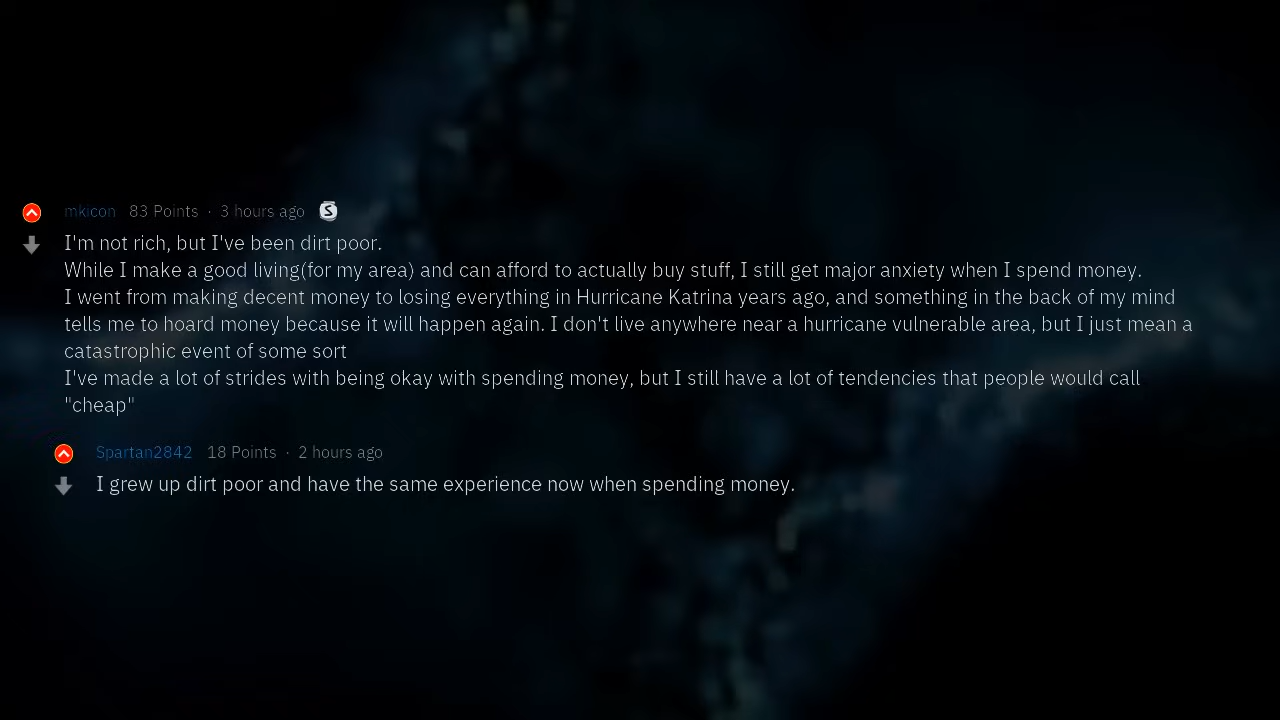 mkicon 83 Points · 3 hours ago S
I'm not rich, but I've been dirt poor.
While I make a good living(for my area) and can afford to actually buy stuff, I still get major anxiety when I spend money.
I went from making decent money to losing everything in Hurricane Katrina years ago, and something in the back of my mind
tells me to hoard money because it will happen again. I don't live anywhere near a hurricane vulnerable area, but I just mean a
catastrophic event of some sort
I've made a lot of strides with being okay with spending money, but I still have a lot of tendencies that people would call
"cheap"
Spartan2842 18 Points · 2 hours ago
I grew up dirt poor and have the same experience now when spending money.